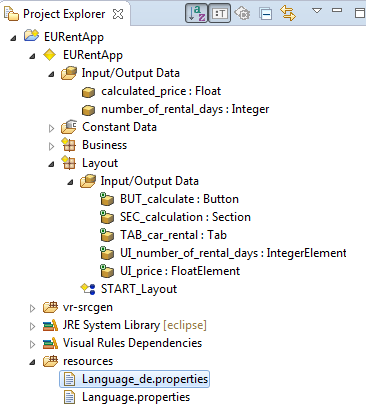 Project Explorer
EURentApp
EURentApp
Input/Output Data
calculated_price : Float
number_of_rental_days : Integer
Constant Data
Business
Layout
Input/Output Data
BUT_calculate : Button
SEC_calculation : Section
TAB_car_rental : Tab
UI_number_of_rental_days : IntegerElement
UI_price : FloatElement
START_Layout
vr-srcgen
JRE System Library [eclipse]
Visual Rules Dependencies
resources
Language_de.properties
Language.properties